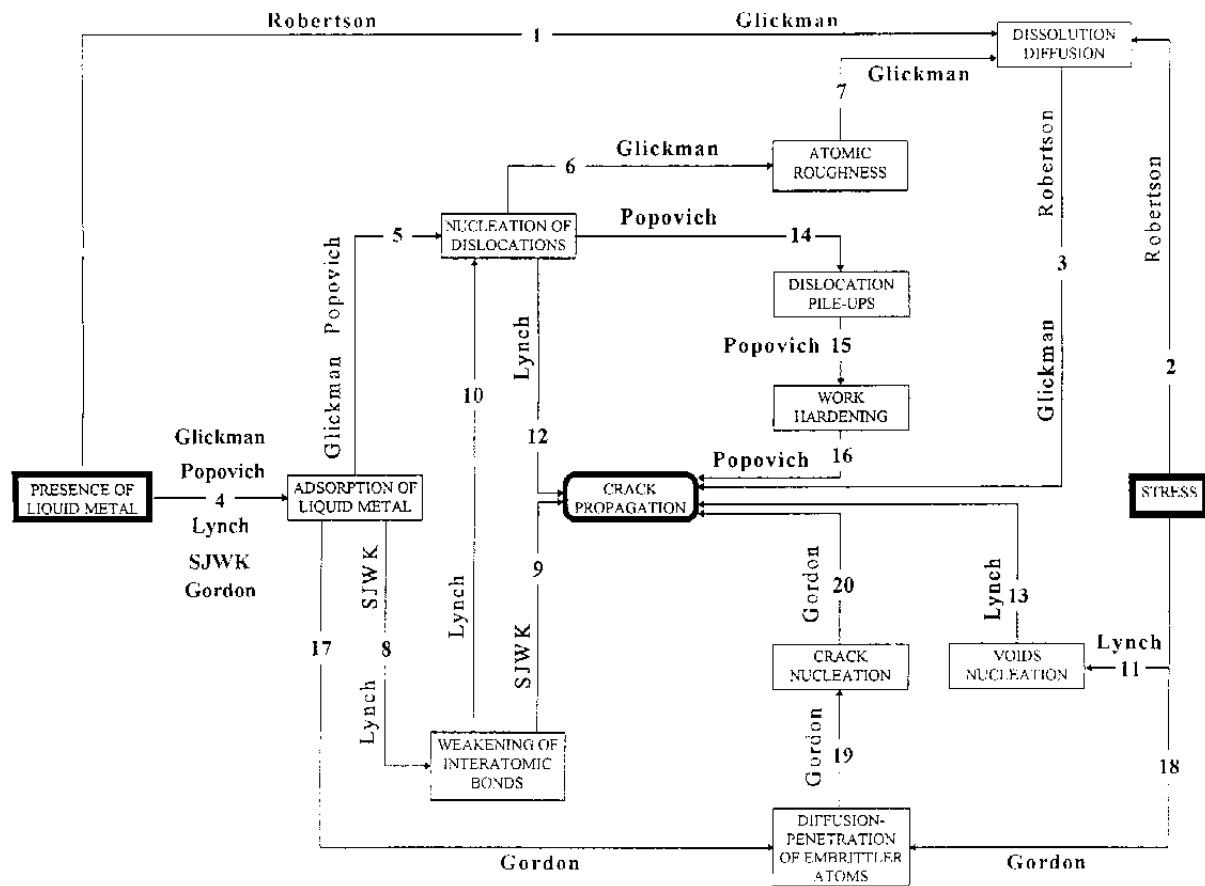 Robertson
1
Glickman
DISSOLUTION
DIFFUSION
7
Glickman
6
Glickman
ATOMIC
ROUGHNESS
Robertson
Robertson
NUCLEATION OF
DISLOCATIONS
5
Popovich
14
Glickman Popovich
3
DISLOCATION
PILE-UPS
Lynch
10
Popovich 15
2
Glickman
WORK
HARDENING
12
16
Popovich
Glickman
Popovich
4
Lynch
SJWK
Gordon
PRESENCE OF
LIQUID METAL
ADSORPTION OF
LIQUID METAL
CRACK
PROPAGATION
STRESS
SJWK
9
Gordon
20
Lynch
13
17
8
Lynch
SJWK
Lynch
CRACK
NUCLEATION
VOIDS
NUCLEATION
Lynch
11
WEAKENING OF
INTERATOMIC
BONDS
Gordon
19
18
DIFFUSION-
PENETRATION
OF EMBRITTLER
ATOMS
Gordon
Gordon